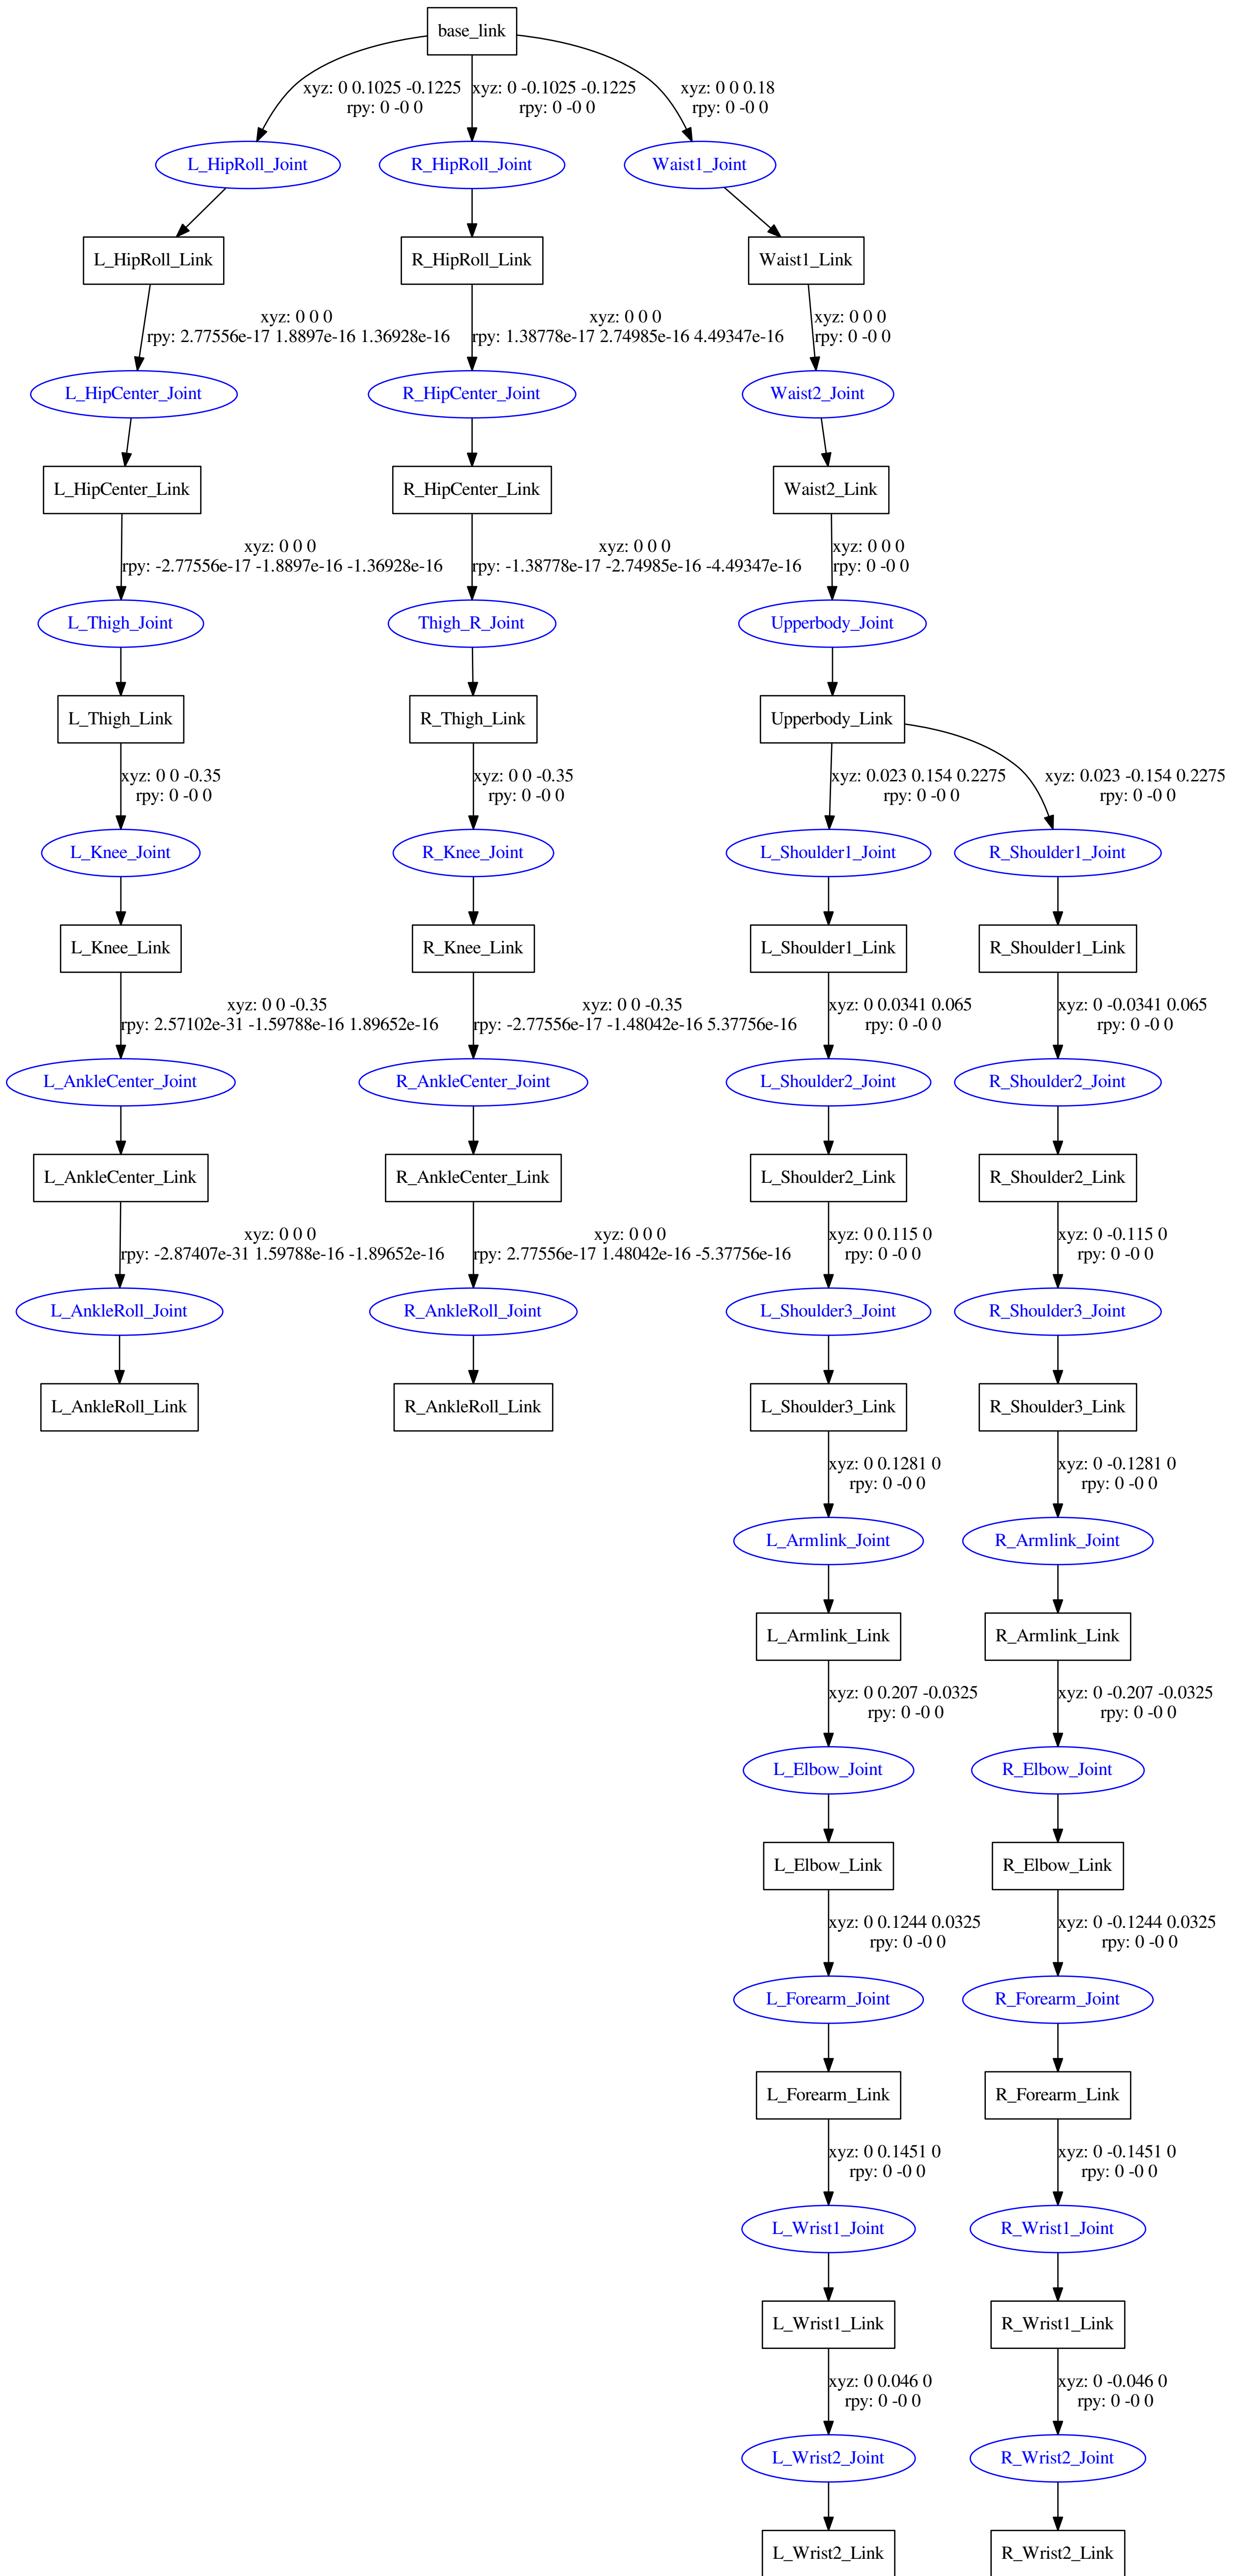 base_link
xyz: 0 0.1025 -0.1225
rpy: 0 -0 0
xyz: 0 -0.1025 -0.1225
rpy: 0 -0 0
xyz: 0 0 0.18
rpy: 0 -0 0
L_HipRoll_Joint
R_HipRoll_Joint
Waist1_Joint
L_HipRoll_Link
R_HipRoll_Link
Waist1_Link
xyz: 0 0 0
rpy: 2.77556e-17 1.8897e-16 1.36928e-16
xyz: 0 0 0
rpy: 1.38778e-17 2.74985e-16 4.49347e-16
xyz: 0 0 0
rpy: 0 -0 0
L_HipCenter_Joint
R_HipCenter_Joint
Waist2_Joint
L_HipCenter_Link
R_HipCenter_Link
Waist2_Link
xyz: 0 0 0
rpy: -2.77556e-17 -1.8897e-16 -1.36928e-16
xyz: 0 0 0
rpy: -1.38778e-17 -2.74985e-16 -4.49347e-16
xyz: 0 0 0
rpy: 0 -0 0
L_Thigh_Joint
Thigh_R_Joint
Upperbody_Joint
L_Thigh_Link
R_Thigh_Link
Upperbody_Link
xyz: 0 0 -0.35
rpy: 0 -0 0
xyz: 0 0 -0.35
rpy: 0 -0 0
xyz: 0.023 0.154 0.2275
rpy: 0 -0 0
xyz: 0.023 -0.154 0.2275
rpy: 0 -0 0
L_Knee_Joint
R_Knee_Joint
L_Shoulder1_Joint
R_Shoulder1_Joint
L_Knee_Link
R_Knee_Link
L_Shoulder1_Link
R_Shoulder1_Link
xyz: 0 0 -0.35
rpy: 2.57102e-31 -1.59788e-16 1.89652e-16
xyz: 0 0 -0.35
rpy: -2.77556e-17 -1.48042e-16 5.37756e-16
xyz: 0 0.0341 0.065
rpy: 0 -0 0
xyz: 0 -0.0341 0.065
rpy: 0 -0 0
L_AnkleCenter_Joint
R_AnkleCenter_Joint
L_Shoulder2_Joint
R_Shoulder2_Joint
L_AnkleCenter_Link
R_AnkleCenter_Link
L_Shoulder2_Link
R_Shoulder2_Link
xyz: 0 0 0
rpy: -2.87407e-31 1.59788e-16 -1.89652e-16
xyz: 0 0 0
rpy: 2.77556e-17 1.48042e-16 -5.37756e-16
xyz: 0 0.115 0
rpy: 0 -0 0
xyz: 0 -0.115 0
rpy: 0 -0 0
L_AnkleRoll_Joint
R_AnkleRoll_Joint
L_Shoulder3_Joint
R_Shoulder3_Joint
L_AnkleRoll_Link
R_AnkleRoll_Link
L_Shoulder3_Link
R_Shoulder3_Link
xyz: 0 0.1281 0
rpy: 0 -0 0
xyz: 0 -0.1281 0
rpy: 0 -0 0
L_Armlink_Joint
R_Armlink_Joint
L_Armlink_Link
R_Armlink_Link
xyz: 0 0.207 -0.0325
rpy: 0 -0 0
xyz: 0 -0.207 -0.0325
rpy: 0 -0 0
L_Elbow_Joint
R_Elbow_Joint
L_Elbow_Link
R_Elbow_Link
xyz: 0 0.1244 0.0325
rpy: 0 -0 0
xyz: 0 -0.1244 0.0325
rpy: 0 -0 0
L_Forearm_Joint
R_Forearm_Joint
L_Forearm_Link
R_Forearm_Link
xyz: 0 0.1451 0
rpy: 0 -0 0
xyz: 0 -0.1451 0
rpy: 0 -0 0
L_Wrist1_Joint
R_Wrist1_Joint
L_Wrist1_Link
R_Wrist1_Link
xyz: 0 0.046 0
rpy: 0 -0 0
xyz: 0 -0.046 0
rpy: 0 -0 0
L_Wrist2_Joint
R_Wrist2_Joint
L_Wrist2_Link
R_Wrist2_Link